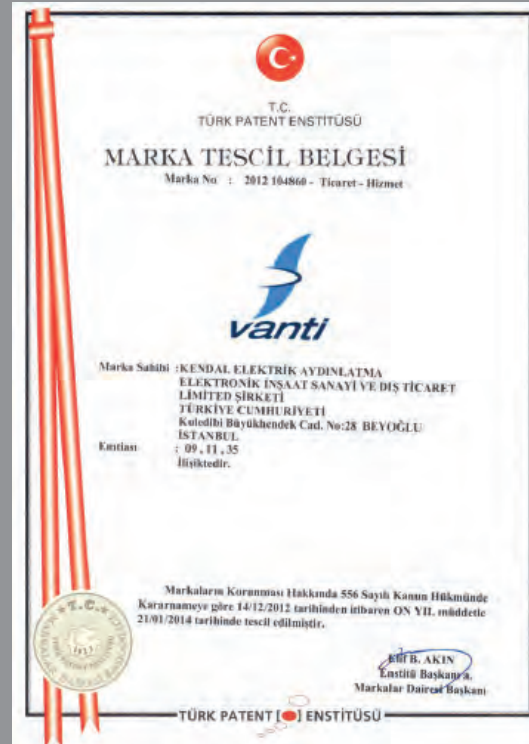 T.C.
TÜRK PATENT ENSTİTÜSÜ
MARKA TESCİL BELGESİ
Marka No : 2012 104860 - Ticaret - Hizmet
vanti
Marka Sahibi : KENDAL ELEKTRİK AYDINLATMA
ELEKTRONİK İNŞAAT SANAYİ VE DIŞ TİCARET
LİMİTED ŞİRKETİ
TÜRKİYE CUMHURİYETİ
Kuledibi Büyükhendek Cad. No:28 BEYOĞLU
İSTANBUL
Emtiası : 09 , 11 , 35
İlişiktedir.
Markaların Korunması Hakkında 556 Sayılı Kanun Hükmünde
Kararnameye göre 14/12/2012 tarihinden itibaren ON YIL müddetle
21/01/2014 tarihinde tescil edilmiştir.
T.C.
Elif B. AKIN
Enstitü Başkanı a.
Markalar Dairesi Başkanı
TÜRK PATENT ENSTİTÜSÜ